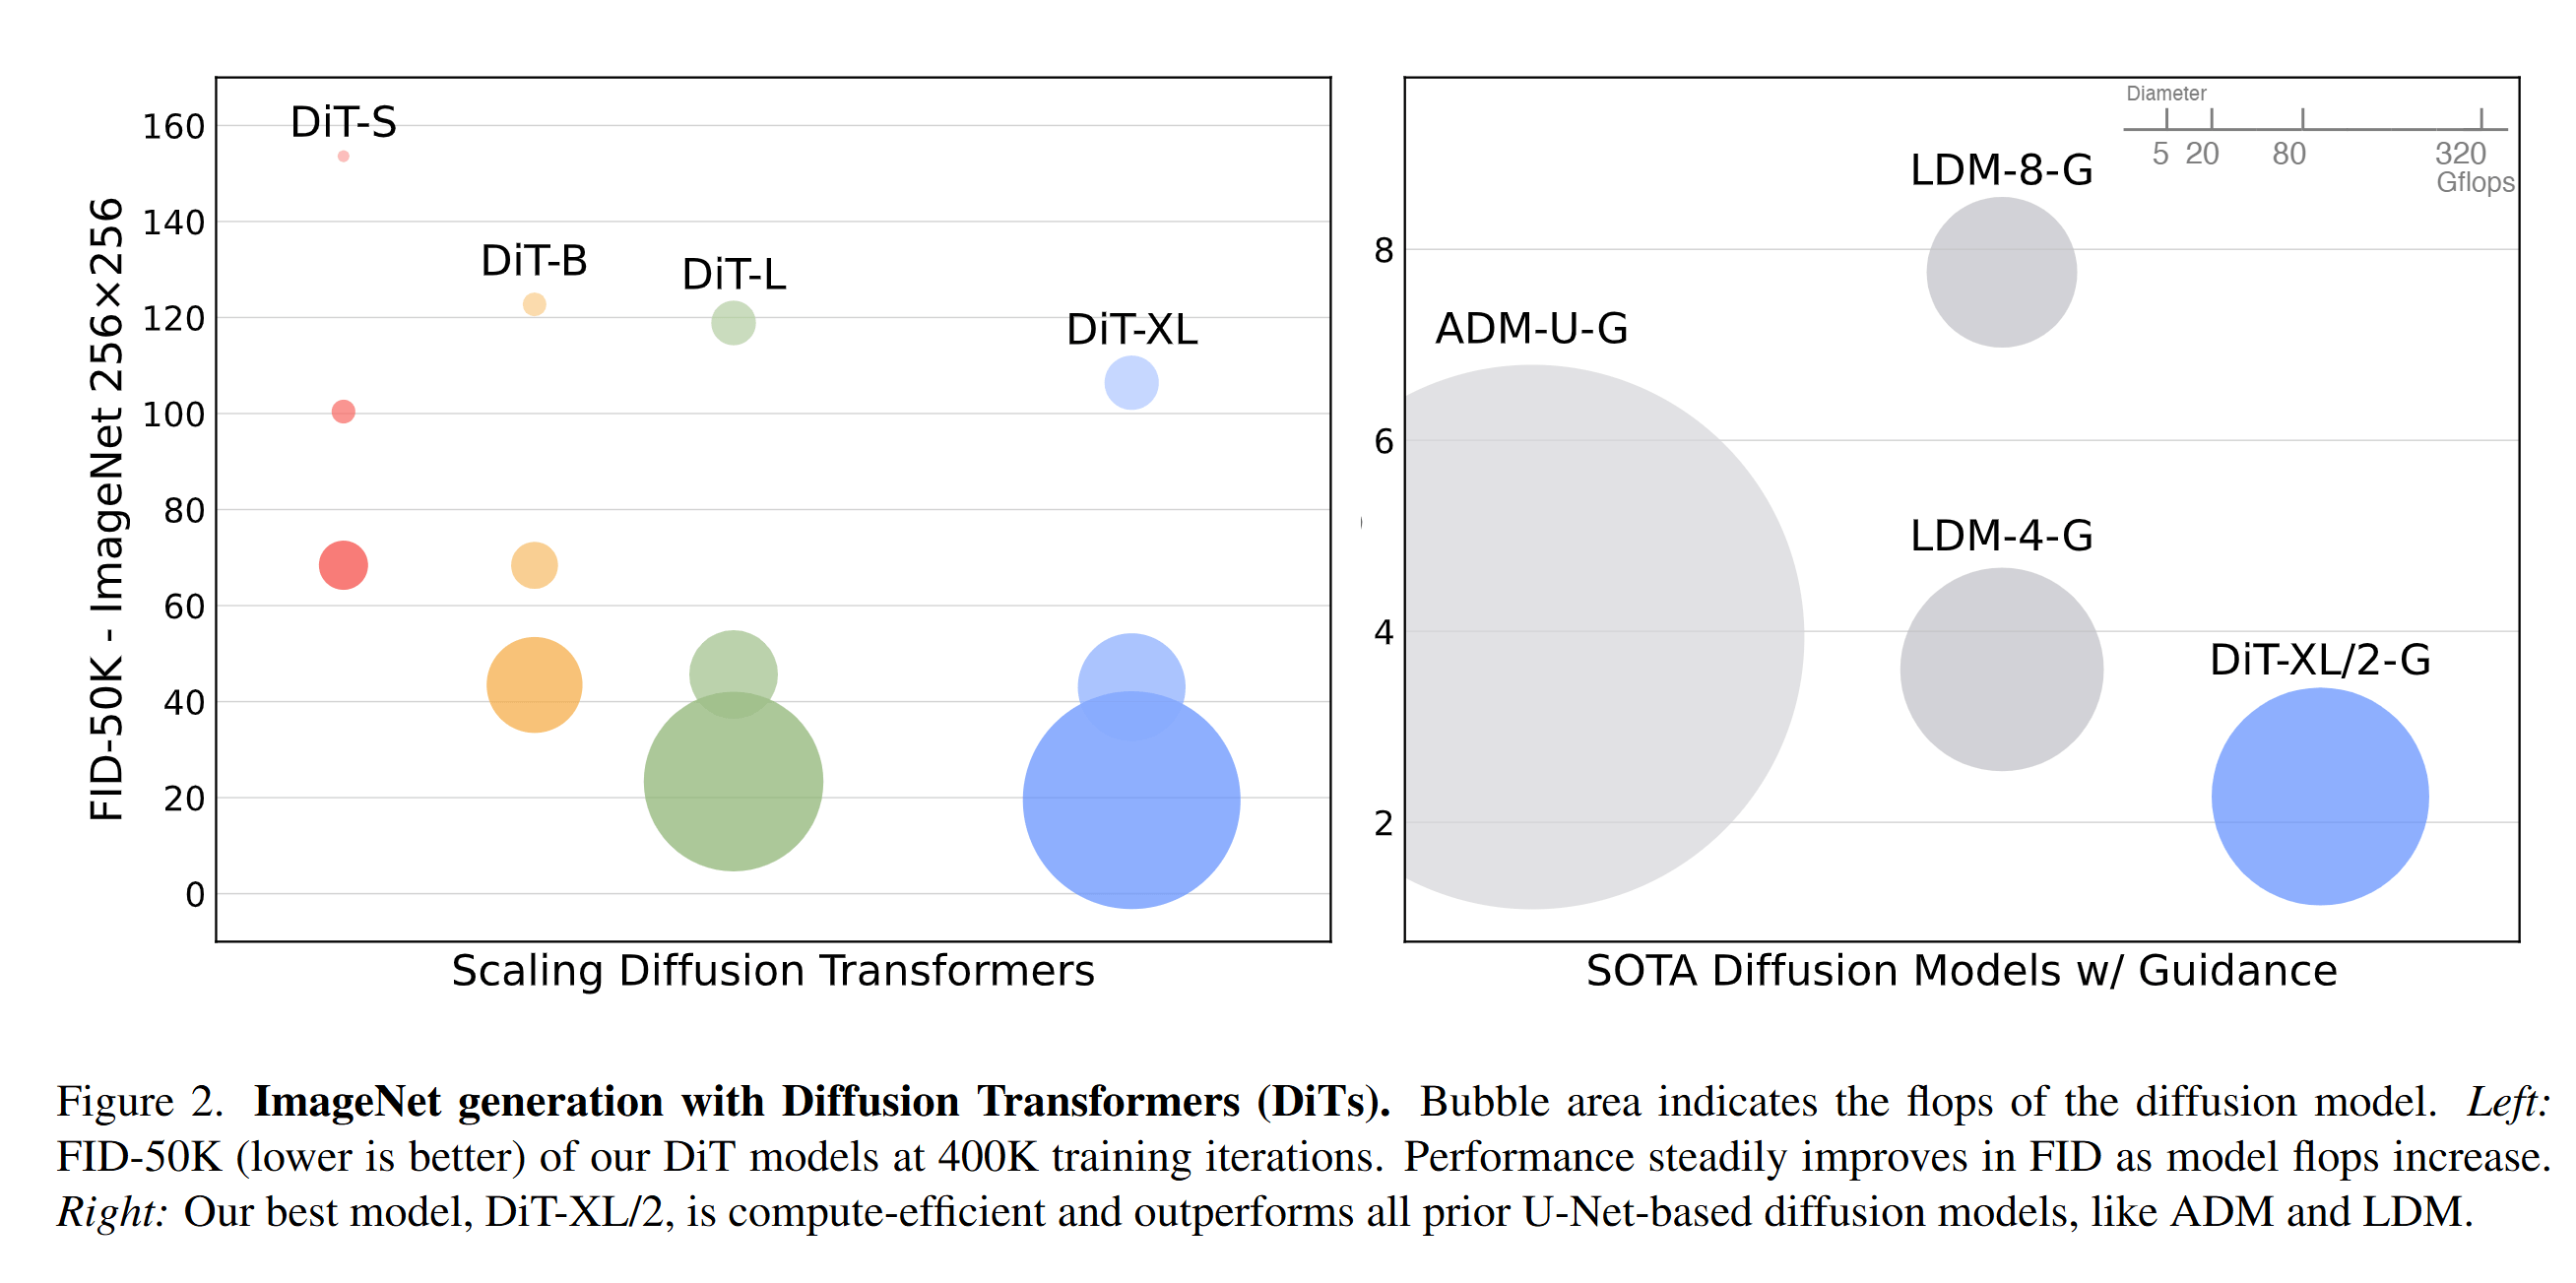 FID-50K - ImageNet 256×256
160
140
120
100
80
60
40
20
0
DiT-S
DiT-B
DiT-L
DiT-XL
Scaling Diffusion Transformers
8
6
4
2
Diameter
5 20 80 320
Gflops
LDM-8-G
ADM-U-G
LDM-4-G
DiT-XL/2-G
SOTA Diffusion Models w/ Guidance
Figure 2. ImageNet generation with Diffusion Transformers (DiTs). Bubble area indicates the flops of the diffusion model. Left:
FID-50K (lower is better) of our DiT models at 400K training iterations. Performance steadily improves in FID as model flops increase.
Right: Our best model, DiT-XL/2, is compute-efficient and outperforms all prior U-Net-based diffusion models, like ADM and LDM.